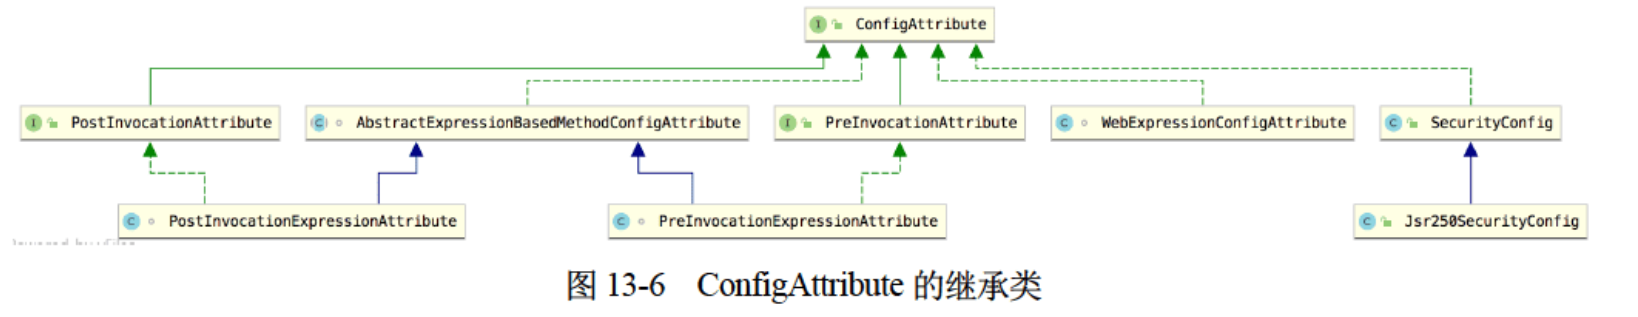 ConfigAttribute
PostInvocationAttribute AbstractExpressionBasedMethodConfigAttribute PreInvocationAttribute WebExpressionConfigAttribute SecurityConfig
PostInvocationExpressionAttribute PreInvocationExpressionAttribute Jsr250SecurityConfig
图 13-6 ConfigAttribute 的继承类